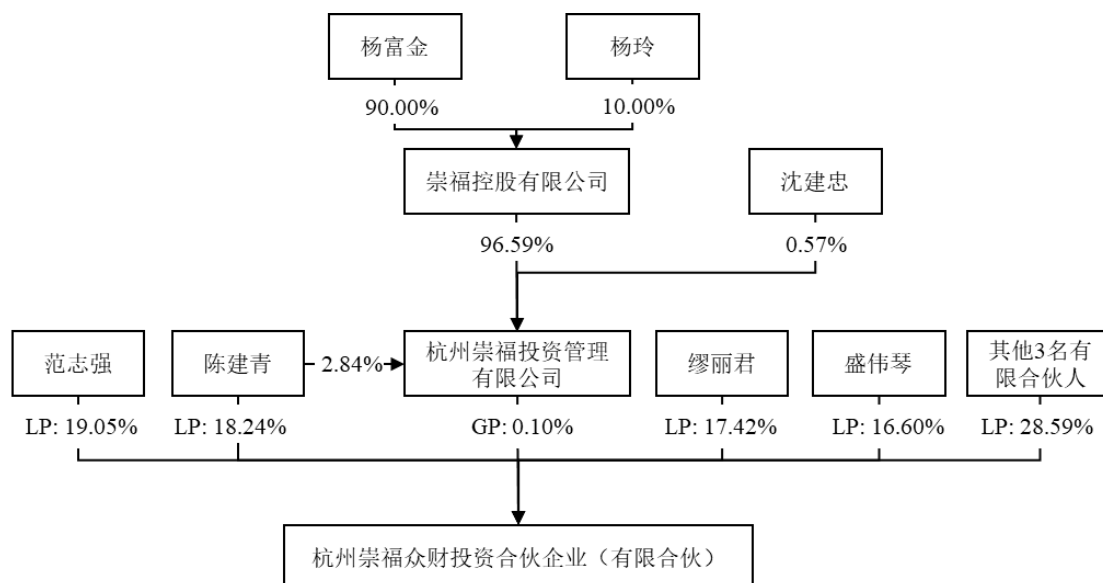 杨富金
杨玲
90.00%
10.00%
崇福控股有限公司
沈建忠
96.59%
0.57%
范志强
陈建青
2.84%
杭州崇福投资管理
有限公司
缪丽君
盛伟琴
其他3名有
限合伙人
LP: 19.05%
LP: 18.24%
GP: 0.10%
LP: 17.42%
LP: 16.60%
LP: 28.59%
杭州崇福众财投资合伙企业（有限合伙）